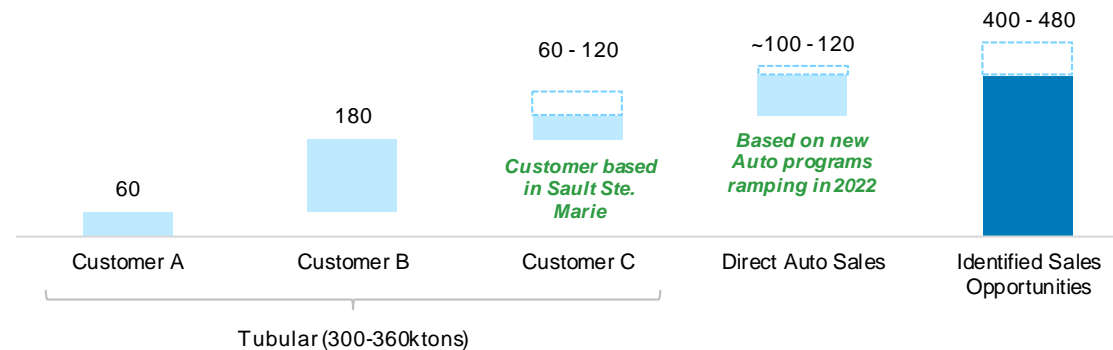 400 - 480
60 - 120
~100 - 120
180
60
Customer based
in Sault Ste.
Marie
Based on new
Auto programs
ramping in 2022
Customer A
Customer B
Customer C
Direct Auto Sales
Identified Sales
Opportunities
Tubular (300-360ktons)